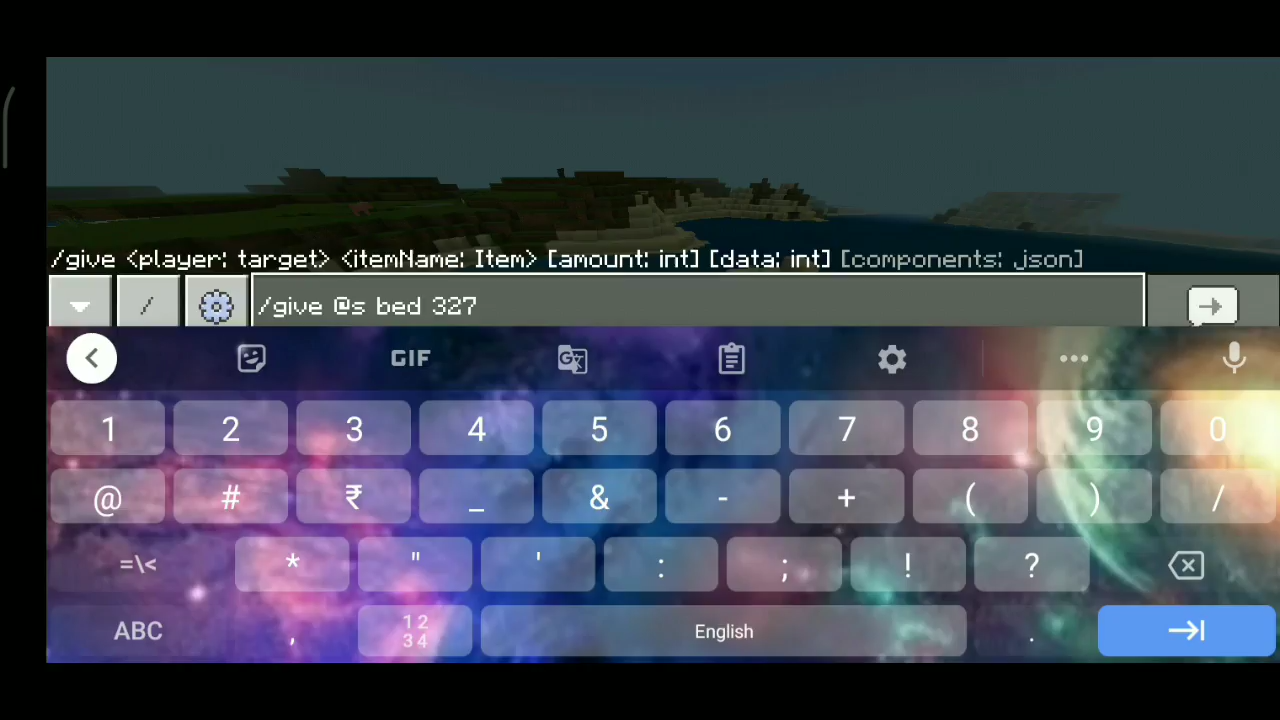 /give <player: target> <itemName: Item> [amount: int] [data: int] [components: json]
/
/give @s bed 327
GIF
1 2 3 4 5 6 7 8 9 0
@ # ₹ _ & - + ( ) /
=\< * " ' : ; ! ?
ABC , 12 34 English .